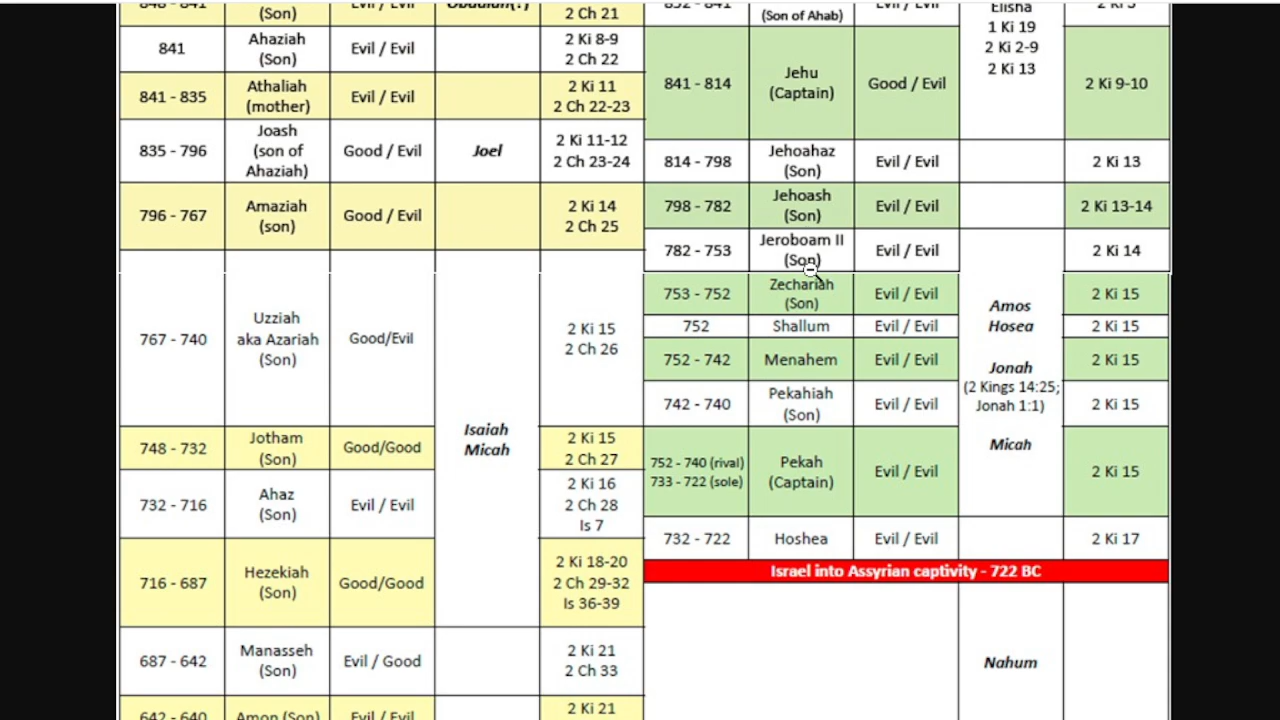 (Son)
2 Ch 21
(Son of Ahab)
Elisha
1 Ki 19
2 Ki 2-9
2 Ki 13
841
Ahaziah
(Son)
Evil / Evil
2 Ki 8-9
2 Ch 22
841 - 814
Jehu
(Captain)
Good / Evil
2 Ki 9-10
841 - 835
Athaliah
(mother)
Evil / Evil
2 Ki 11
2 Ch 22-23
835 - 796
Joash
(son of
Ahaziah)
Good / Evil
Joel
2 Ki 11-12
2 Ch 23-24
814 - 798
Jehoahaz
(Son)
Evil / Evil
2 Ki 13
796 - 767
Amaziah
(son)
Good / Evil
2 Ki 14
2 Ch 25
798 - 782
Jehoash
(Son)
Evil / Evil
2 Ki 13-14
782 - 753
Jeroboam II
(Son)
Evil / Evil
2 Ki 14
767 - 740
Uzziah
aka Azariah
(Son)
Good/Evil
2 Ki 15
2 Ch 26
753 - 752
Zechariah
(Son)
Evil / Evil
2 Ki 15
752
Shallum
Evil / Evil
2 Ki 15
752 - 742
Menahem
Evil / Evil
2 Ki 15
742 - 740
Pekahiah
(Son)
Evil / Evil
2 Ki 15
Amos
Hosea
Jonah
(2 Kings 14:25;
Jonah 1:1)
Micah
Isaiah
Micah
748 - 732
Jotham
(Son)
Good/Good
2 Ki 15
2 Ch 27
752 - 740 (rival)
733 - 722 (sole)
Pekah
(Captain)
Evil / Evil
2 Ki 15
732 - 716
Ahaz
(Son)
Evil / Evil
2 Ki 16
2 Ch 28
Is 7
732 - 722
Hoshea
Evil / Evil
2 Ki 17
Israel into Assyrian captivity - 722 BC
716 - 687
Hezekiah
(Son)
Good/Good
2 Ki 18-20
2 Ch 29-32
Is 36-39
687 - 642
Manasseh
(Son)
Evil / Good
2 Ki 21
2 Ch 33
Nahum
642 - 640
Amon (Son)
Evil / Evil
2 Ki 21